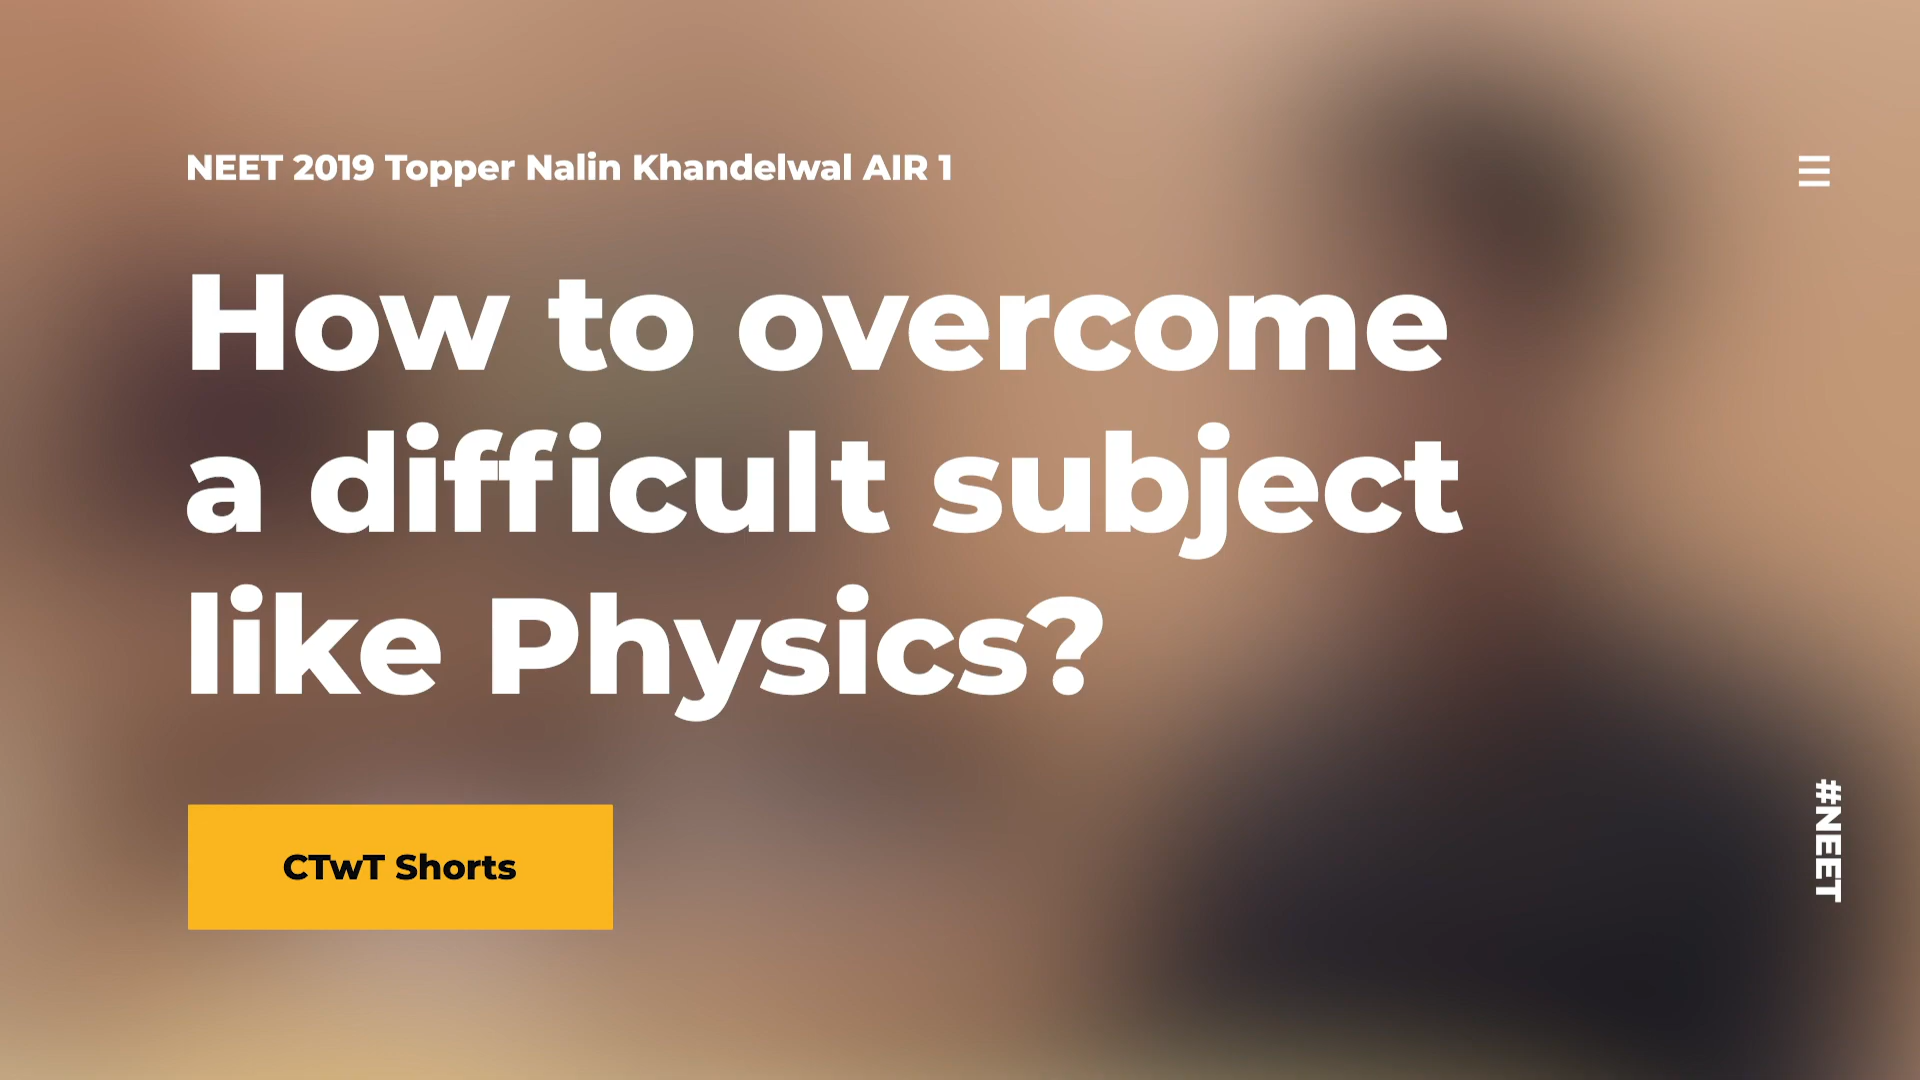 NEET 2019 Topper Nalin Khandelwal AIR 1
How to overcome
a difficult subject
like Physics?
CTwT Shorts
#NEET